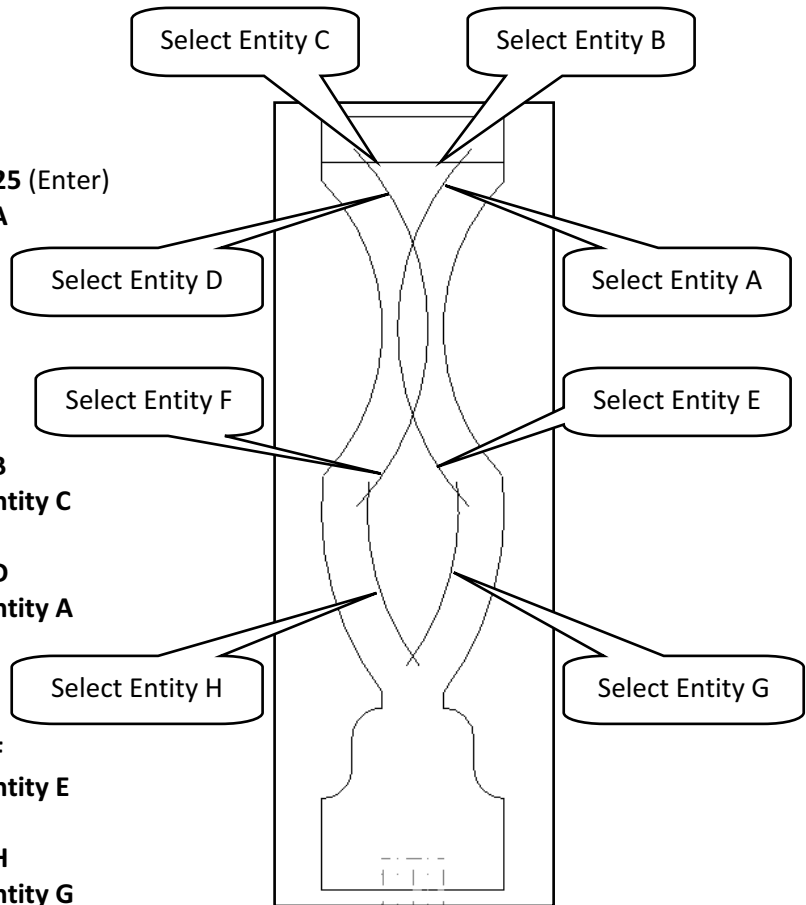 Select Entity C
Select Entity B
25 (Enter)
A
Select Entity D
Select Entity A
Select Entity F
Select Entity E
ntity C
ntity A
Select Entity H
Select Entity G
ntity E
H
ntity G